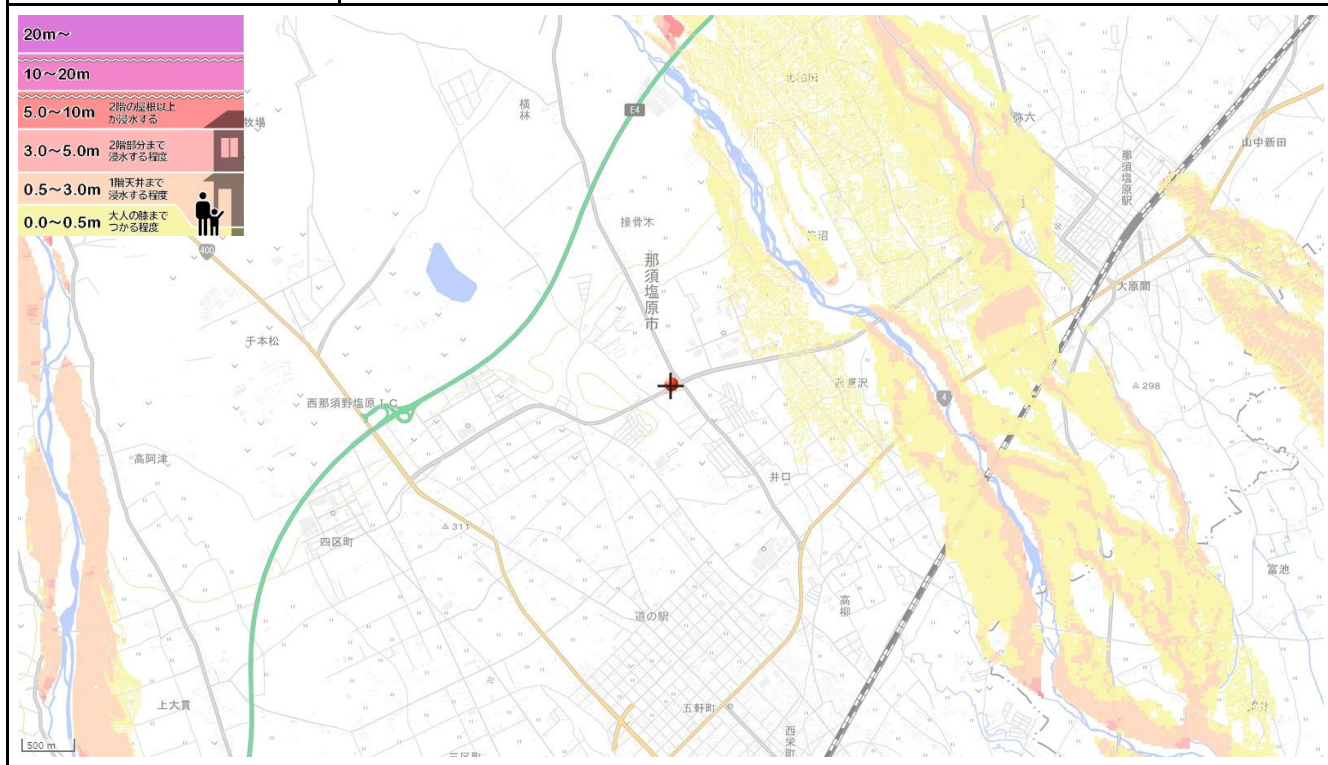 20m～
10～20m
5.0～10m 2階の屋根以上
が浸水する
3.0～5.0m 2階部分まで
浸水する程度
0.5～3.0m 1階天井まで
浸水する程度
0.0～0.5m 大人の膝まで
つかる程度
牧場
横林
E4
弥六
山中新田
那須塩原駅
接骨木
400
那須塩原市
大原間
千本松
西那須野塩原ＩＣ
298
4
高阿津
井口
311
四区町
富池
高柳
道の駅
上大貫
五軒町
西栄町
三区町
500 m